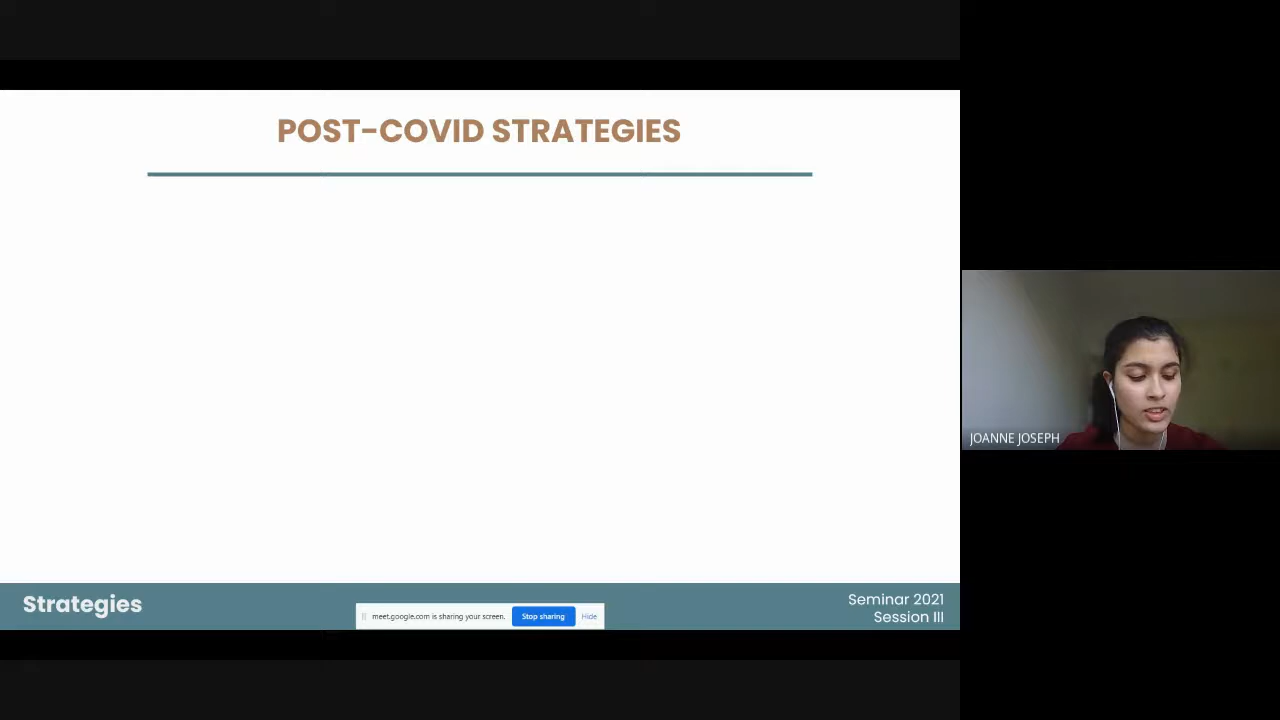 POST-COVID STRATEGIES
JOANNE JOSEPH
Strategies
meet.google.com is sharing your screen.
Stop sharing
Hide
Seminar 2021
Session III